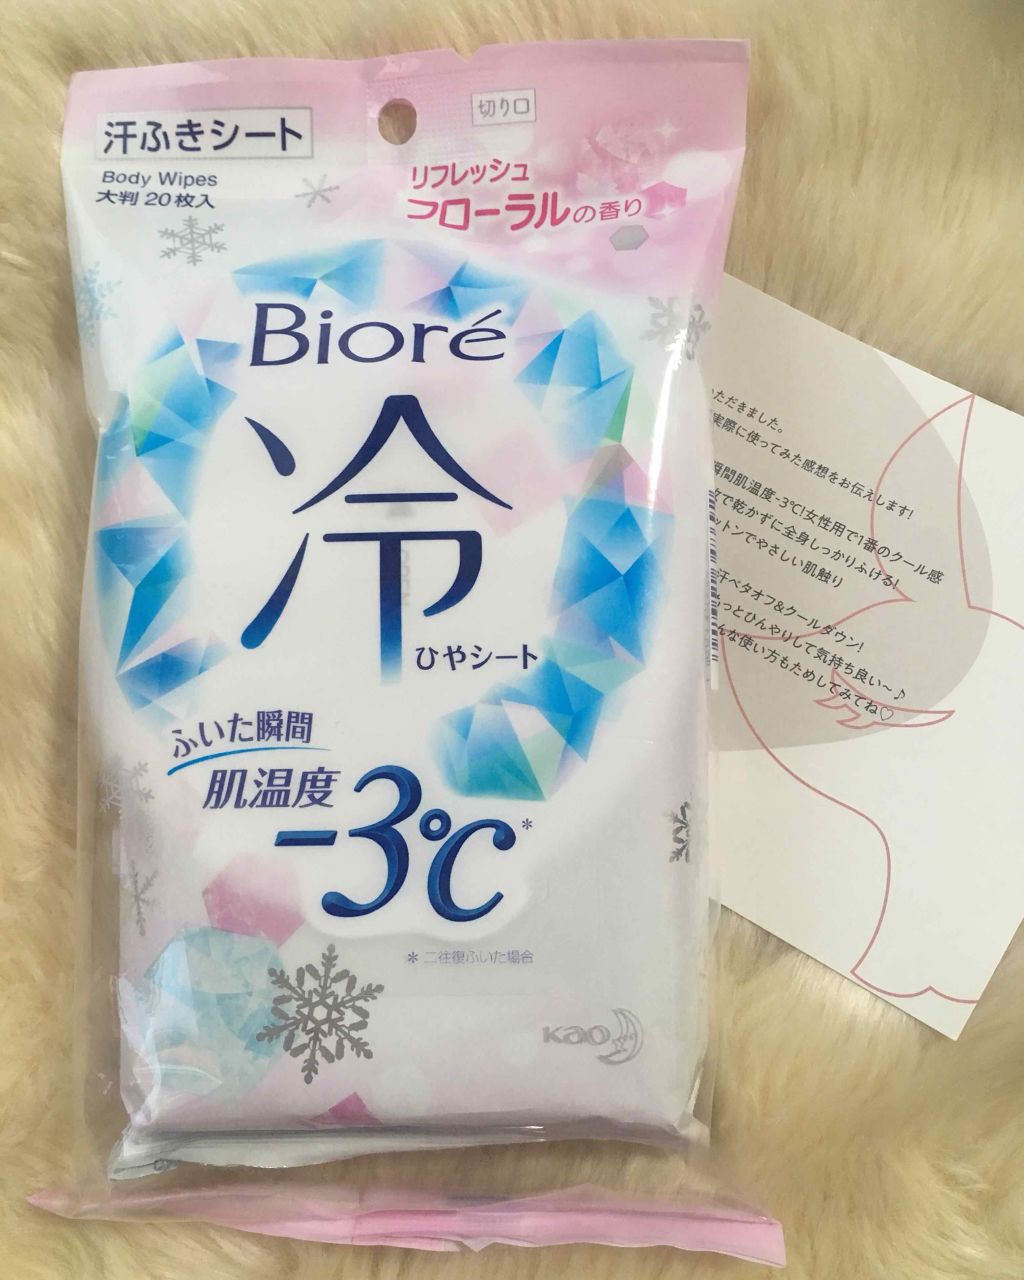 切り口
汗ふきシート
Body Wipes
大判 20枚入
リフレッシュ
フローラルの香り
Bioré
冷
ひやシート
ふいた瞬間
肌温度
-3℃*
* 二往復ふいた場合
Kao
ただきました。
実際に使ってみた感想をお伝えします!
瞬間肌温度-3℃!女性用で1番のクール感
で乾かずに全身しっかりふける!
ットンでやさしい肌触り
汗ベタオフ&クールダウン!
っとひんやりして気持ち良い〜♪
んな使い方もためしてみてね♡